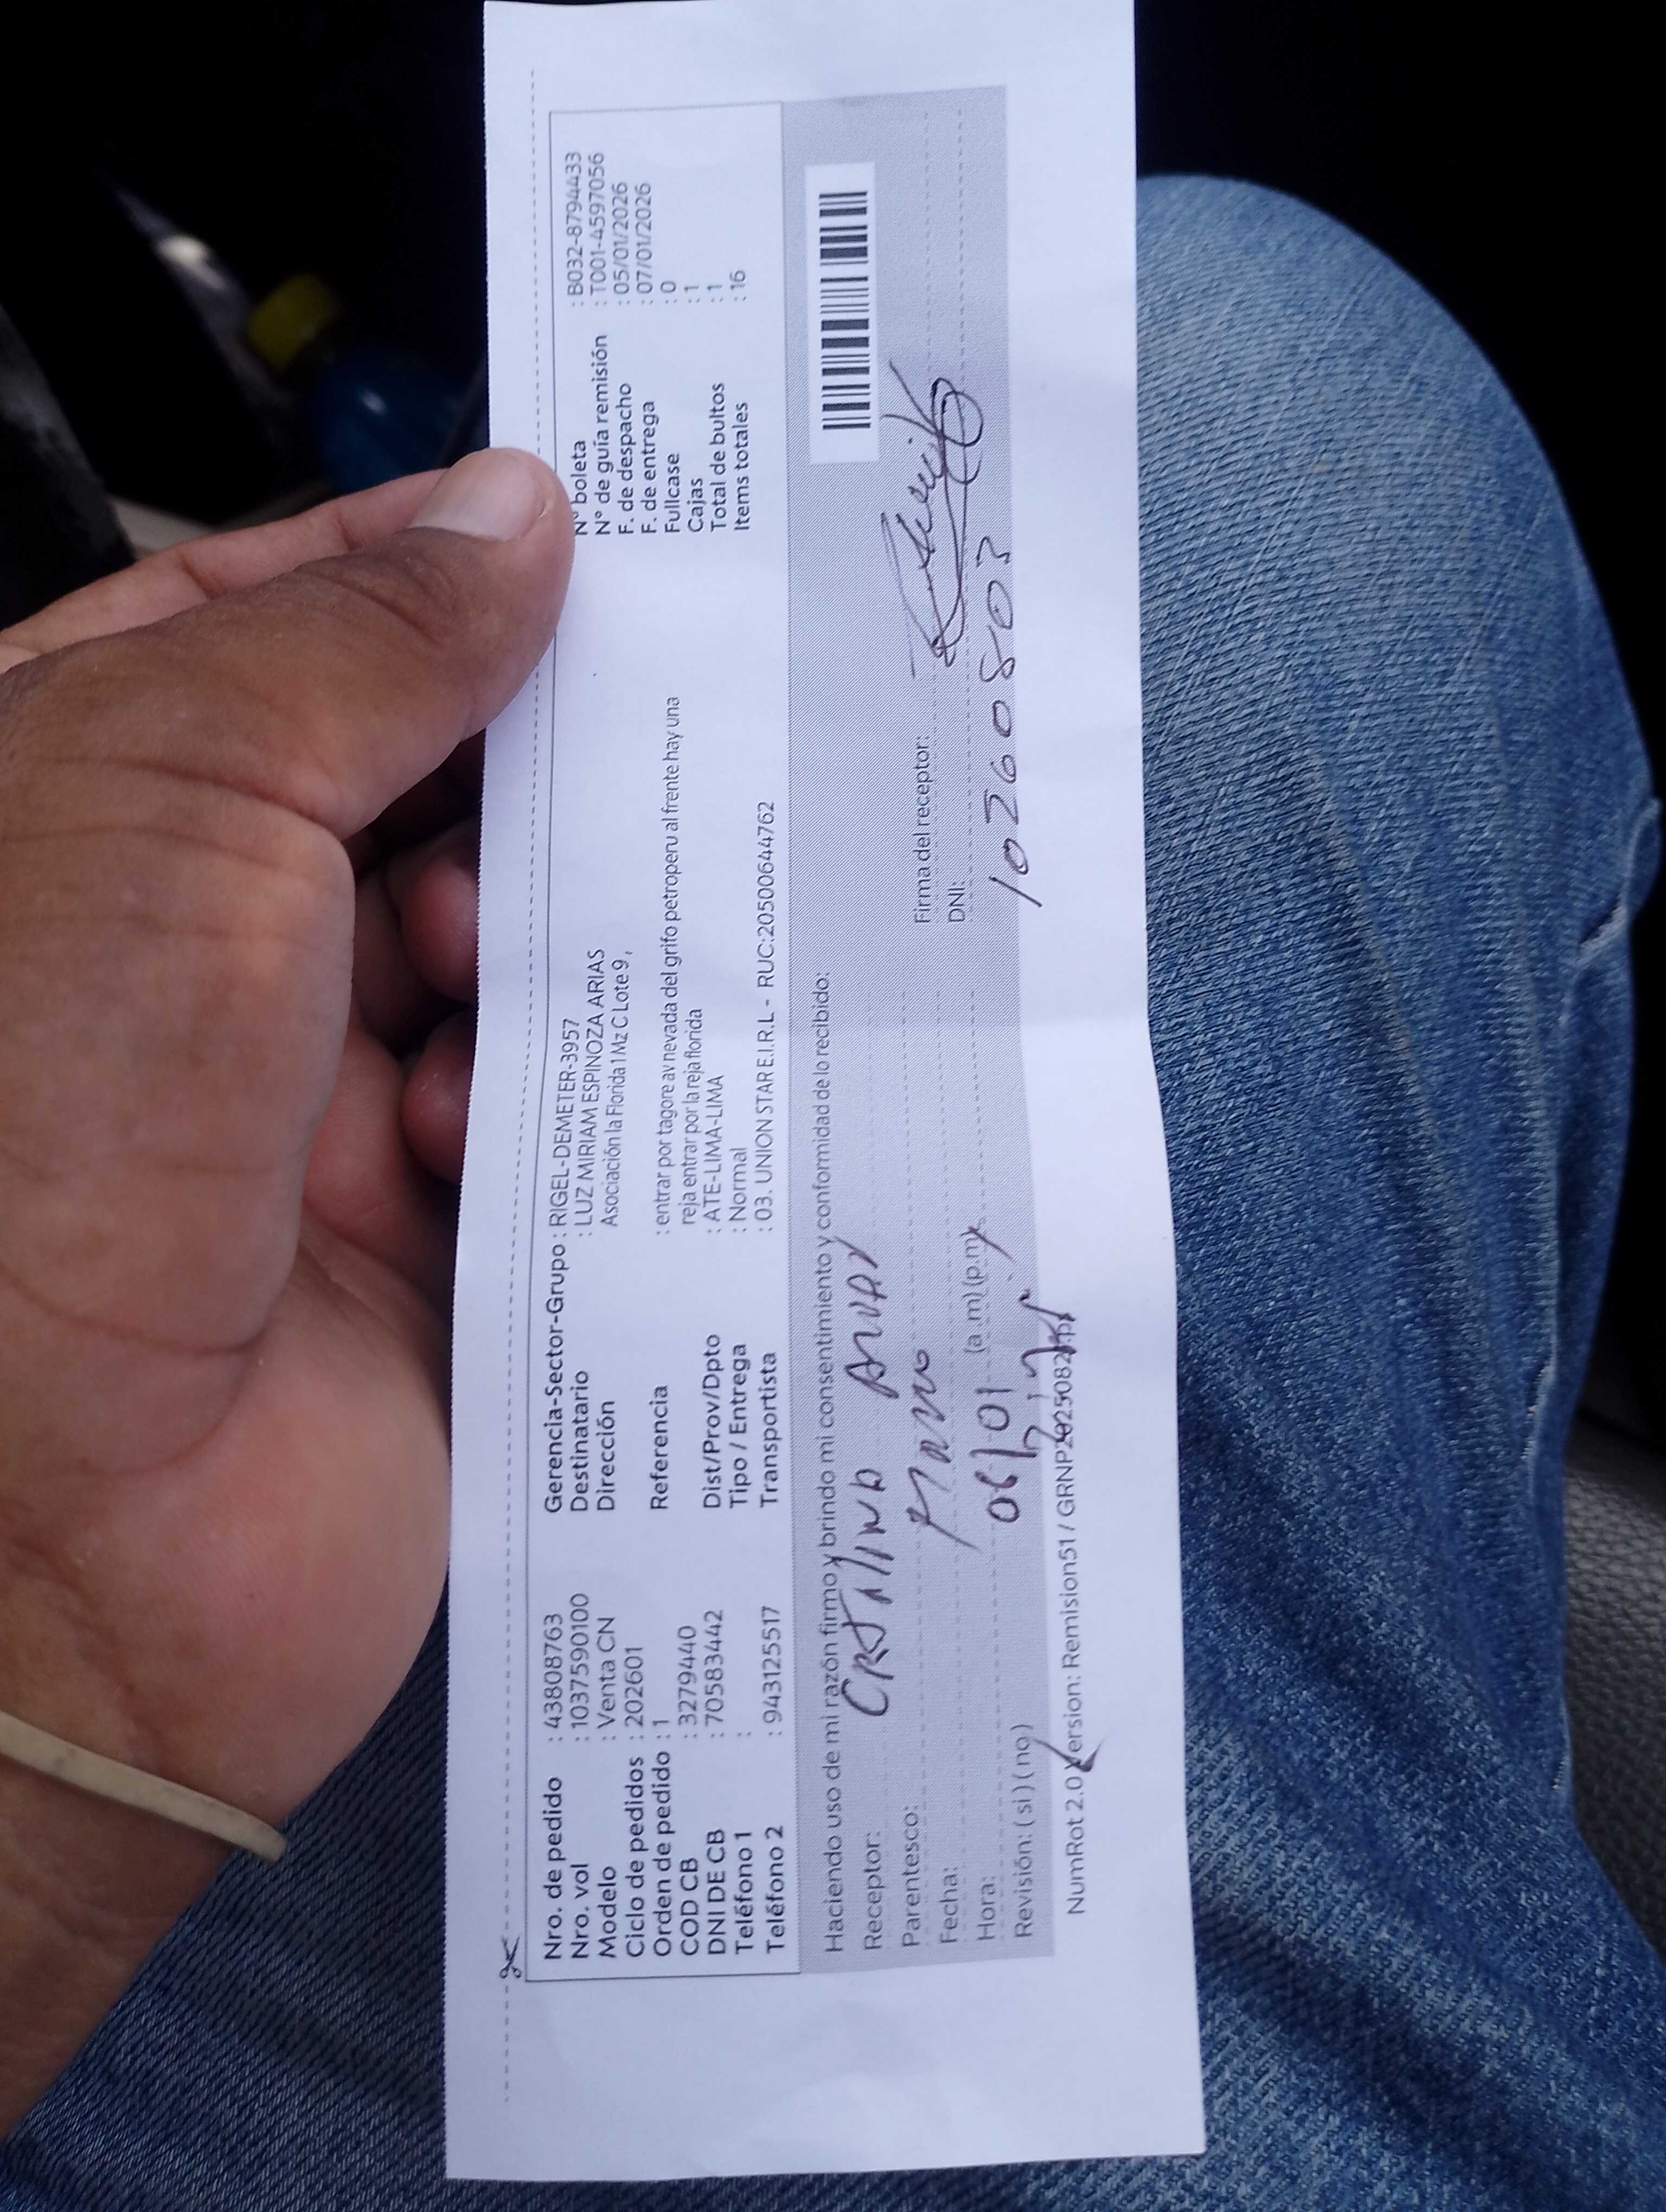 Nro. de pedido : 43808763
Nro. vol : 1037590100
Modelo : Venta CN
Ciclo de pedidos : 202601
Orden de pedido : 1
COD CB : 3279440
DNI DE CB : 70583442
Teléfono 1 :
Teléfono 2 : 943125517
Gerencia-Sector-Grupo : RIGEL-DEMETER-3957
Destinatario : LUZ MIRIAM ESPINOZA ARIAS
Dirección Asociación la Florida 1 Mz C Lote 9,
Referencia : entrar por tagore av nevada del grifo petroperu al frente hay una
reja entrar por la reja florida
Dist/Prov/Dpto : ATE-LIMA-LIMA
Tipo / Entrega : Normal
Transportista : 03. UNION STAR E.I.R.L - RUC:20500644762
N° boleta : B032-8794433
N° de guía remisión : T001-4597056
F. de despacho : 05/01/2026
F. de entrega : 07/01/2026
Fullcase : 0
Cajas : 1
Total de bultos : 1
Items totales : 16
Haciendo uso de mi razón firmo y brindo mi consentimiento y conformidad de lo recibido:
Receptor:
Parentesco:
Fecha: 06/01
Hora: (a.m) (p.m)
Revisión: ( si ) ( no )
Firma del receptor:
DNI: 10260803
NumRot 2.0 Version: Remision51 / GRNP2025082